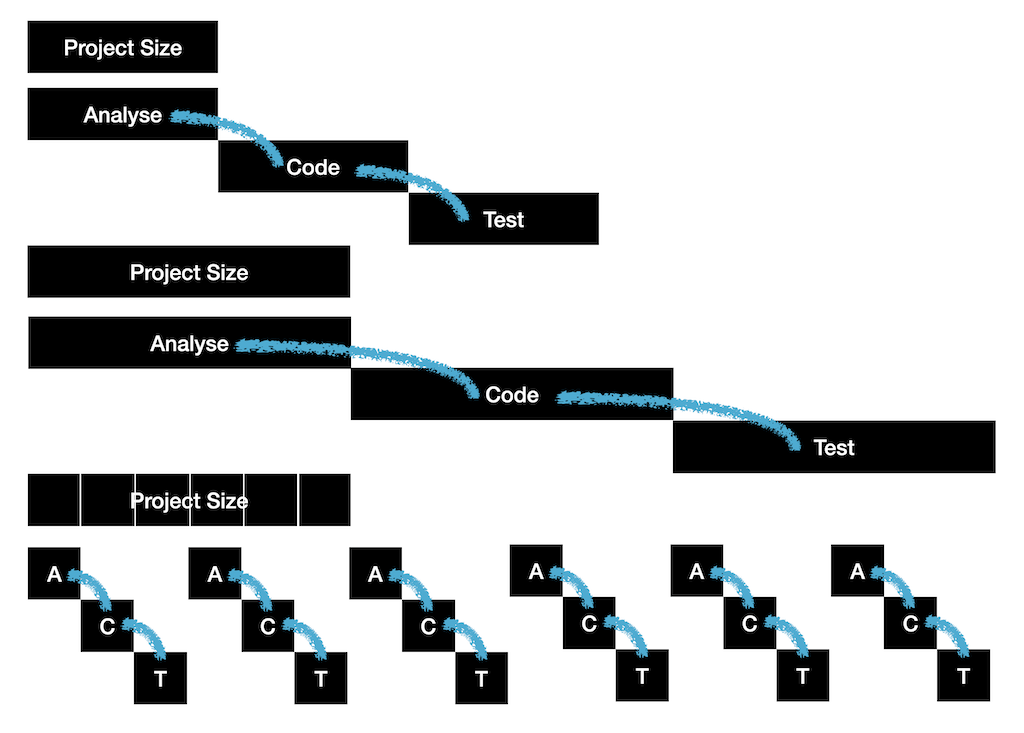 Project Size
Analyse
Code
Test
Project Size
Analyse
Code
Test
Project Size
A A A A A A
C C C C C C
T T T T T T